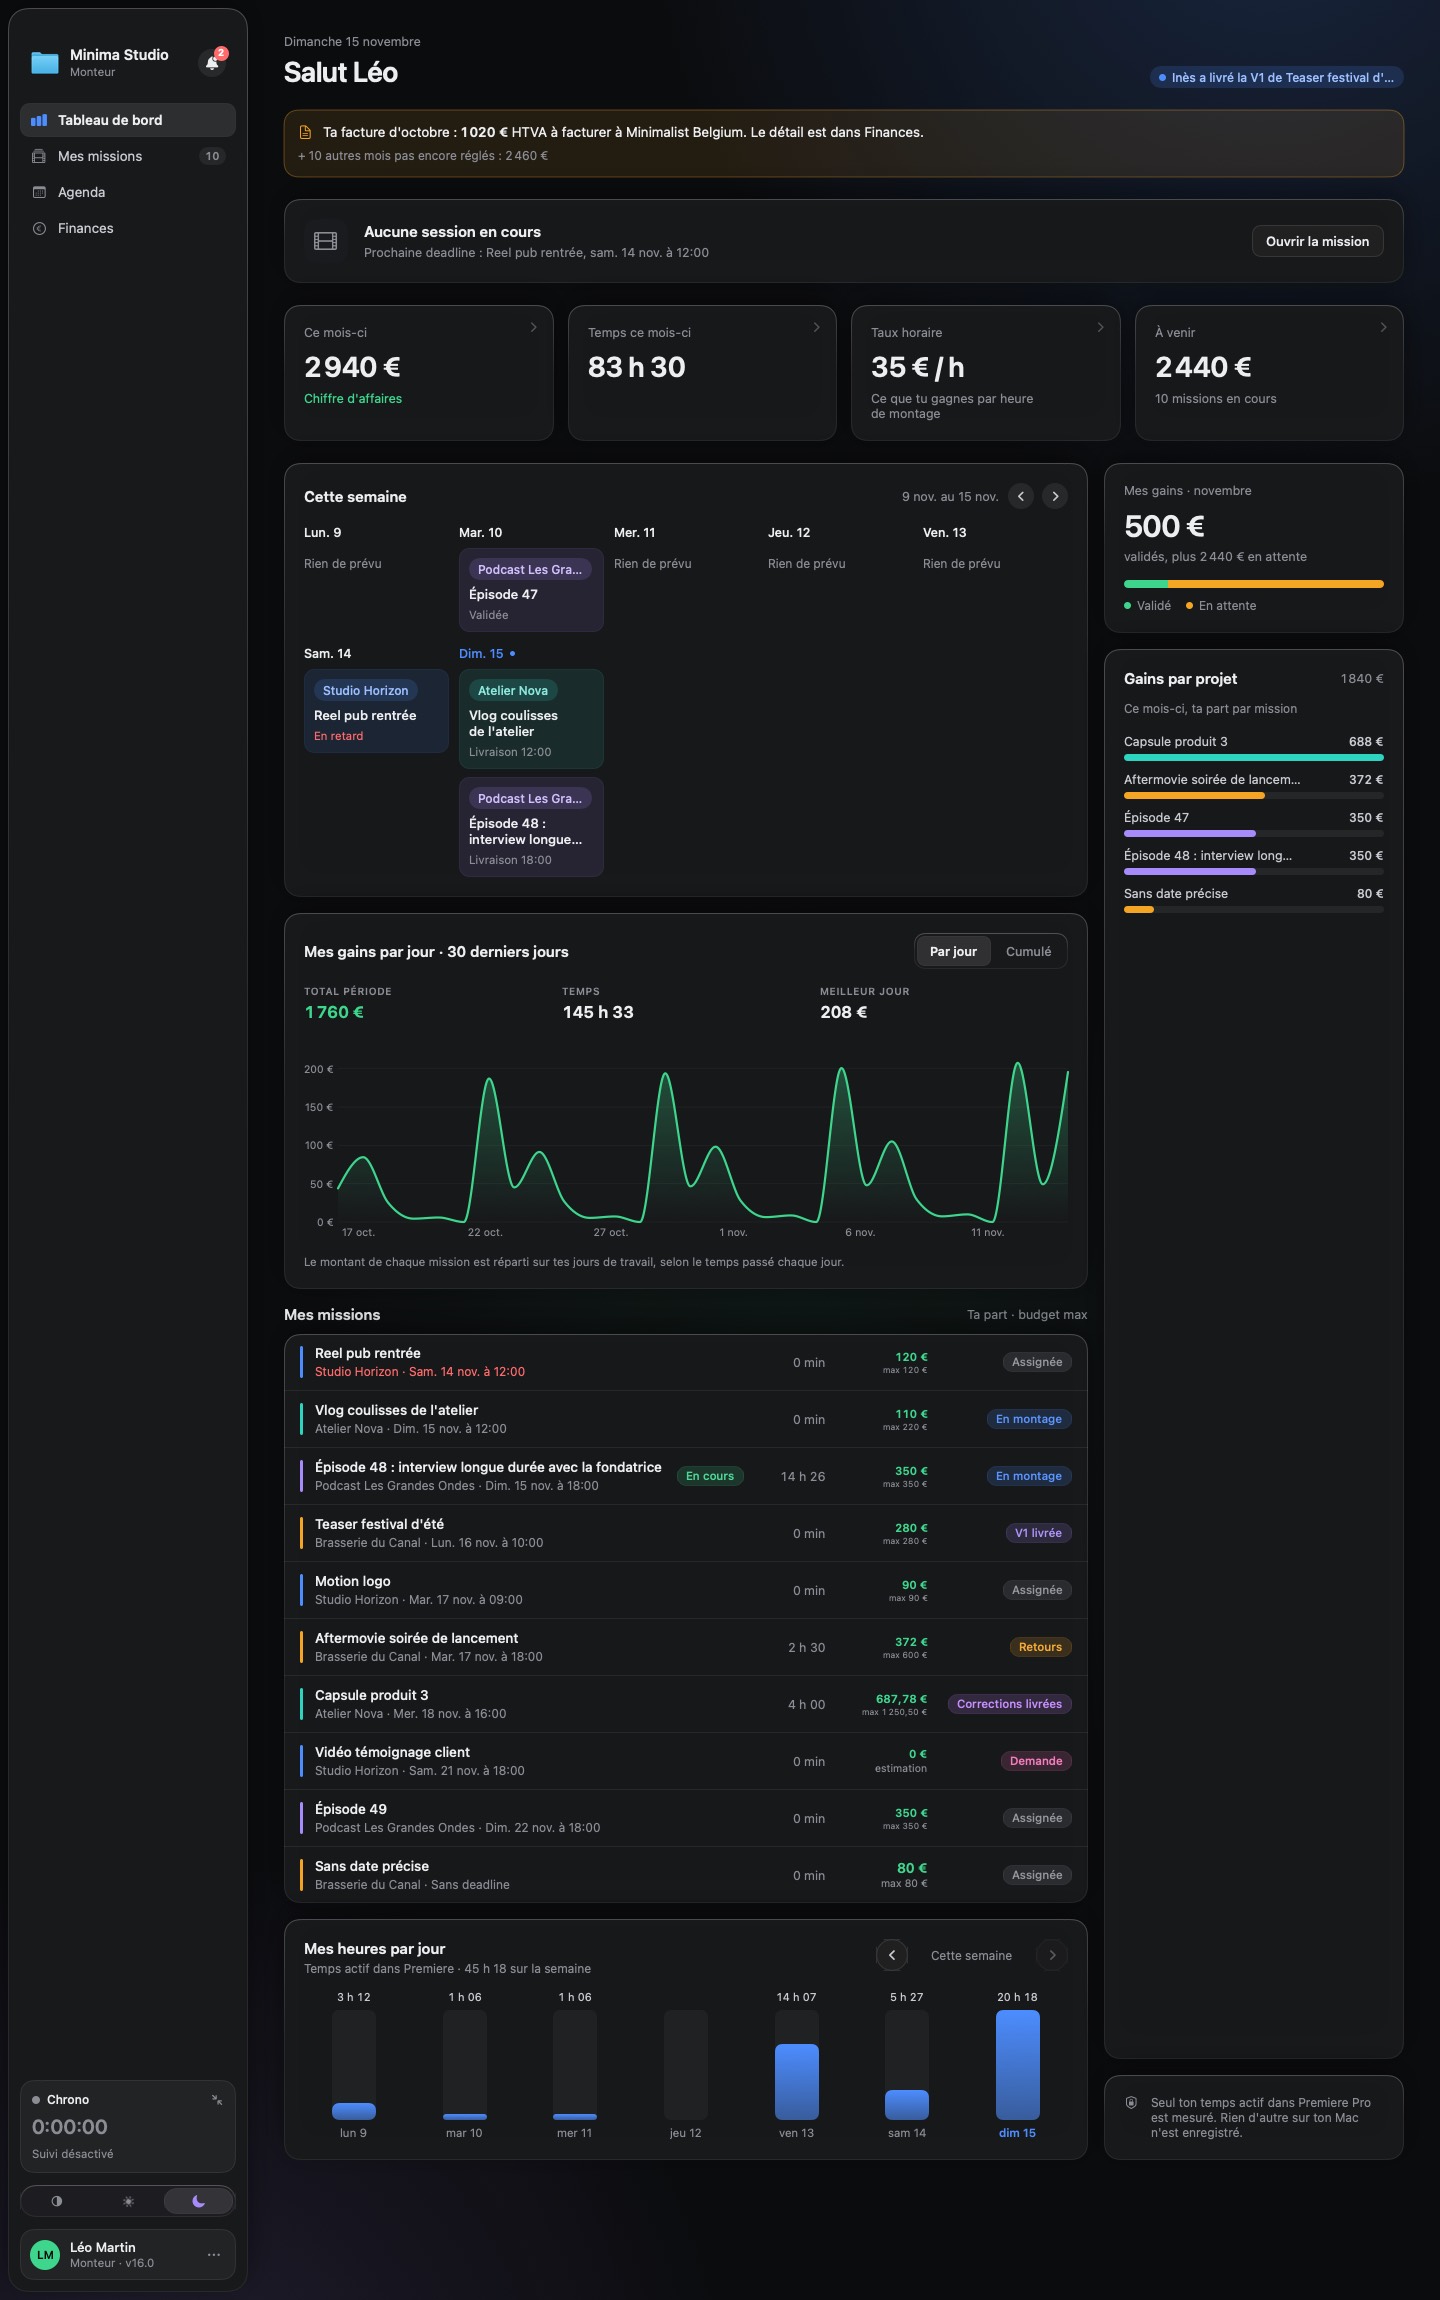 Minima Studio
Monteur
2
Tableau de bord
Mes missions
10
Agenda
Finances
Dimanche 15 novembre
Salut Léo
Inès a livré la V1 de Teaser festival d'...
Ta facture d'octobre : 1 020 € HTVA à facturer à Minimalist Belgium. Le détail est dans Finances.
+ 10 autres mois pas encore réglés : 2 460 €
Aucune session en cours
Prochaine deadline : Reel pub rentrée, sam. 14 nov. à 12:00
Ouvrir la mission
Ce mois-ci
2 940 €
Chiffre d'affaires
Temps ce mois-ci
83 h 30
Taux horaire
35 € / h
Ce que tu gagnes par heure
de montage
À venir
2 440 €
10 missions en cours
Cette semaine
9 nov. au 15 nov.
Lun. 9
Rien de prévu
Mar. 10
Podcast Les Gra...
Épisode 47
Validée
Mer. 11
Rien de prévu
Jeu. 12
Rien de prévu
Ven. 13
Rien de prévu
Sam. 14
Studio Horizon
Reel pub rentrée
En retard
Dim. 15
Atelier Nova
Vlog coulisses
de l'atelier
Livraison 12:00
Podcast Les Gra...
Épisode 48 :
interview longue...
Livraison 18:00
Mes gains · novembre
500 €
validés, plus 2 440 € en attente
Validé
En attente
Gains par projet
1 840 €
Ce mois-ci, ta part par mission
Capsule produit 3
688 €
Aftermovie soirée de lancem...
372 €
Épisode 47
350 €
Épisode 48 : interview long...
350 €
Sans date précise
80 €
Mes gains par jour · 30 derniers jours
Par jour
Cumulé
TOTAL PÉRIODE
1 760 €
TEMPS
145 h 33
MEILLEUR JOUR
208 €
200 €
150 €
100 €
50 €
0 €
17 oct.
22 oct.
27 oct.
1 nov.
6 nov.
11 nov.
Le montant de chaque mission est réparti sur tes jours de travail, selon le temps passé chaque jour.
Mes missions
Ta part · budget max
Reel pub rentrée
Studio Horizon · Sam. 14 nov. à 12:00
0 min
120 €
max 120 €
Assignée
Vlog coulisses de l'atelier
Atelier Nova · Dim. 15 nov. à 12:00
0 min
110 €
max 220 €
En montage
Épisode 48 : interview longue durée avec la fondatrice
Podcast Les Grandes Ondes · Dim. 15 nov. à 18:00
En cours
14 h 26
350 €
max 350 €
En montage
Teaser festival d'été
Brasserie du Canal · Lun. 16 nov. à 10:00
0 min
280 €
max 280 €
V1 livrée
Motion logo
Studio Horizon · Mar. 17 nov. à 09:00
0 min
90 €
max 90 €
Assignée
Aftermovie soirée de lancement
Brasserie du Canal · Mar. 17 nov. à 18:00
2 h 30
372 €
max 600 €
Retours
Capsule produit 3
Atelier Nova · Mer. 18 nov. à 16:00
4 h 00
687,78 €
max 1 250,50 €
Corrections livrées
Vidéo témoignage client
Studio Horizon · Sam. 21 nov. à 18:00
0 min
0 €
estimation
Demande
Épisode 49
Podcast Les Grandes Ondes · Dim. 22 nov. à 18:00
0 min
350 €
max 350 €
Assignée
Sans date précise
Brasserie du Canal · Sans deadline
0 min
80 €
max 80 €
Assignée
Mes heures par jour
Temps actif dans Premiere · 45 h 18 sur la semaine
Cette semaine
3 h 12
1 h 06
1 h 06
14 h 07
5 h 27
20 h 18
lun 9
mar 10
mer 11
jeu 12
ven 13
sam 14
dim 15
Seul ton temps actif dans Premiere Pro
est mesuré. Rien d'autre sur ton Mac
n'est enregistré.
Chrono
0:00:00
Suivi désactivé
LM
Léo Martin
Monteur · v16.0